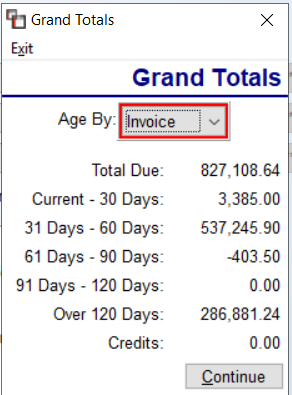 Grand Totals
Exit
Grand Totals
Age By: Invoice
Total Due: 827,108.64
Current - 30 Days: 3,385.00
31 Days - 60 Days: 537,245.90
61 Days - 90 Days: -403.50
91 Days - 120 Days: 0.00
Over 120 Days: 286,881.24
Credits: 0.00
Continue